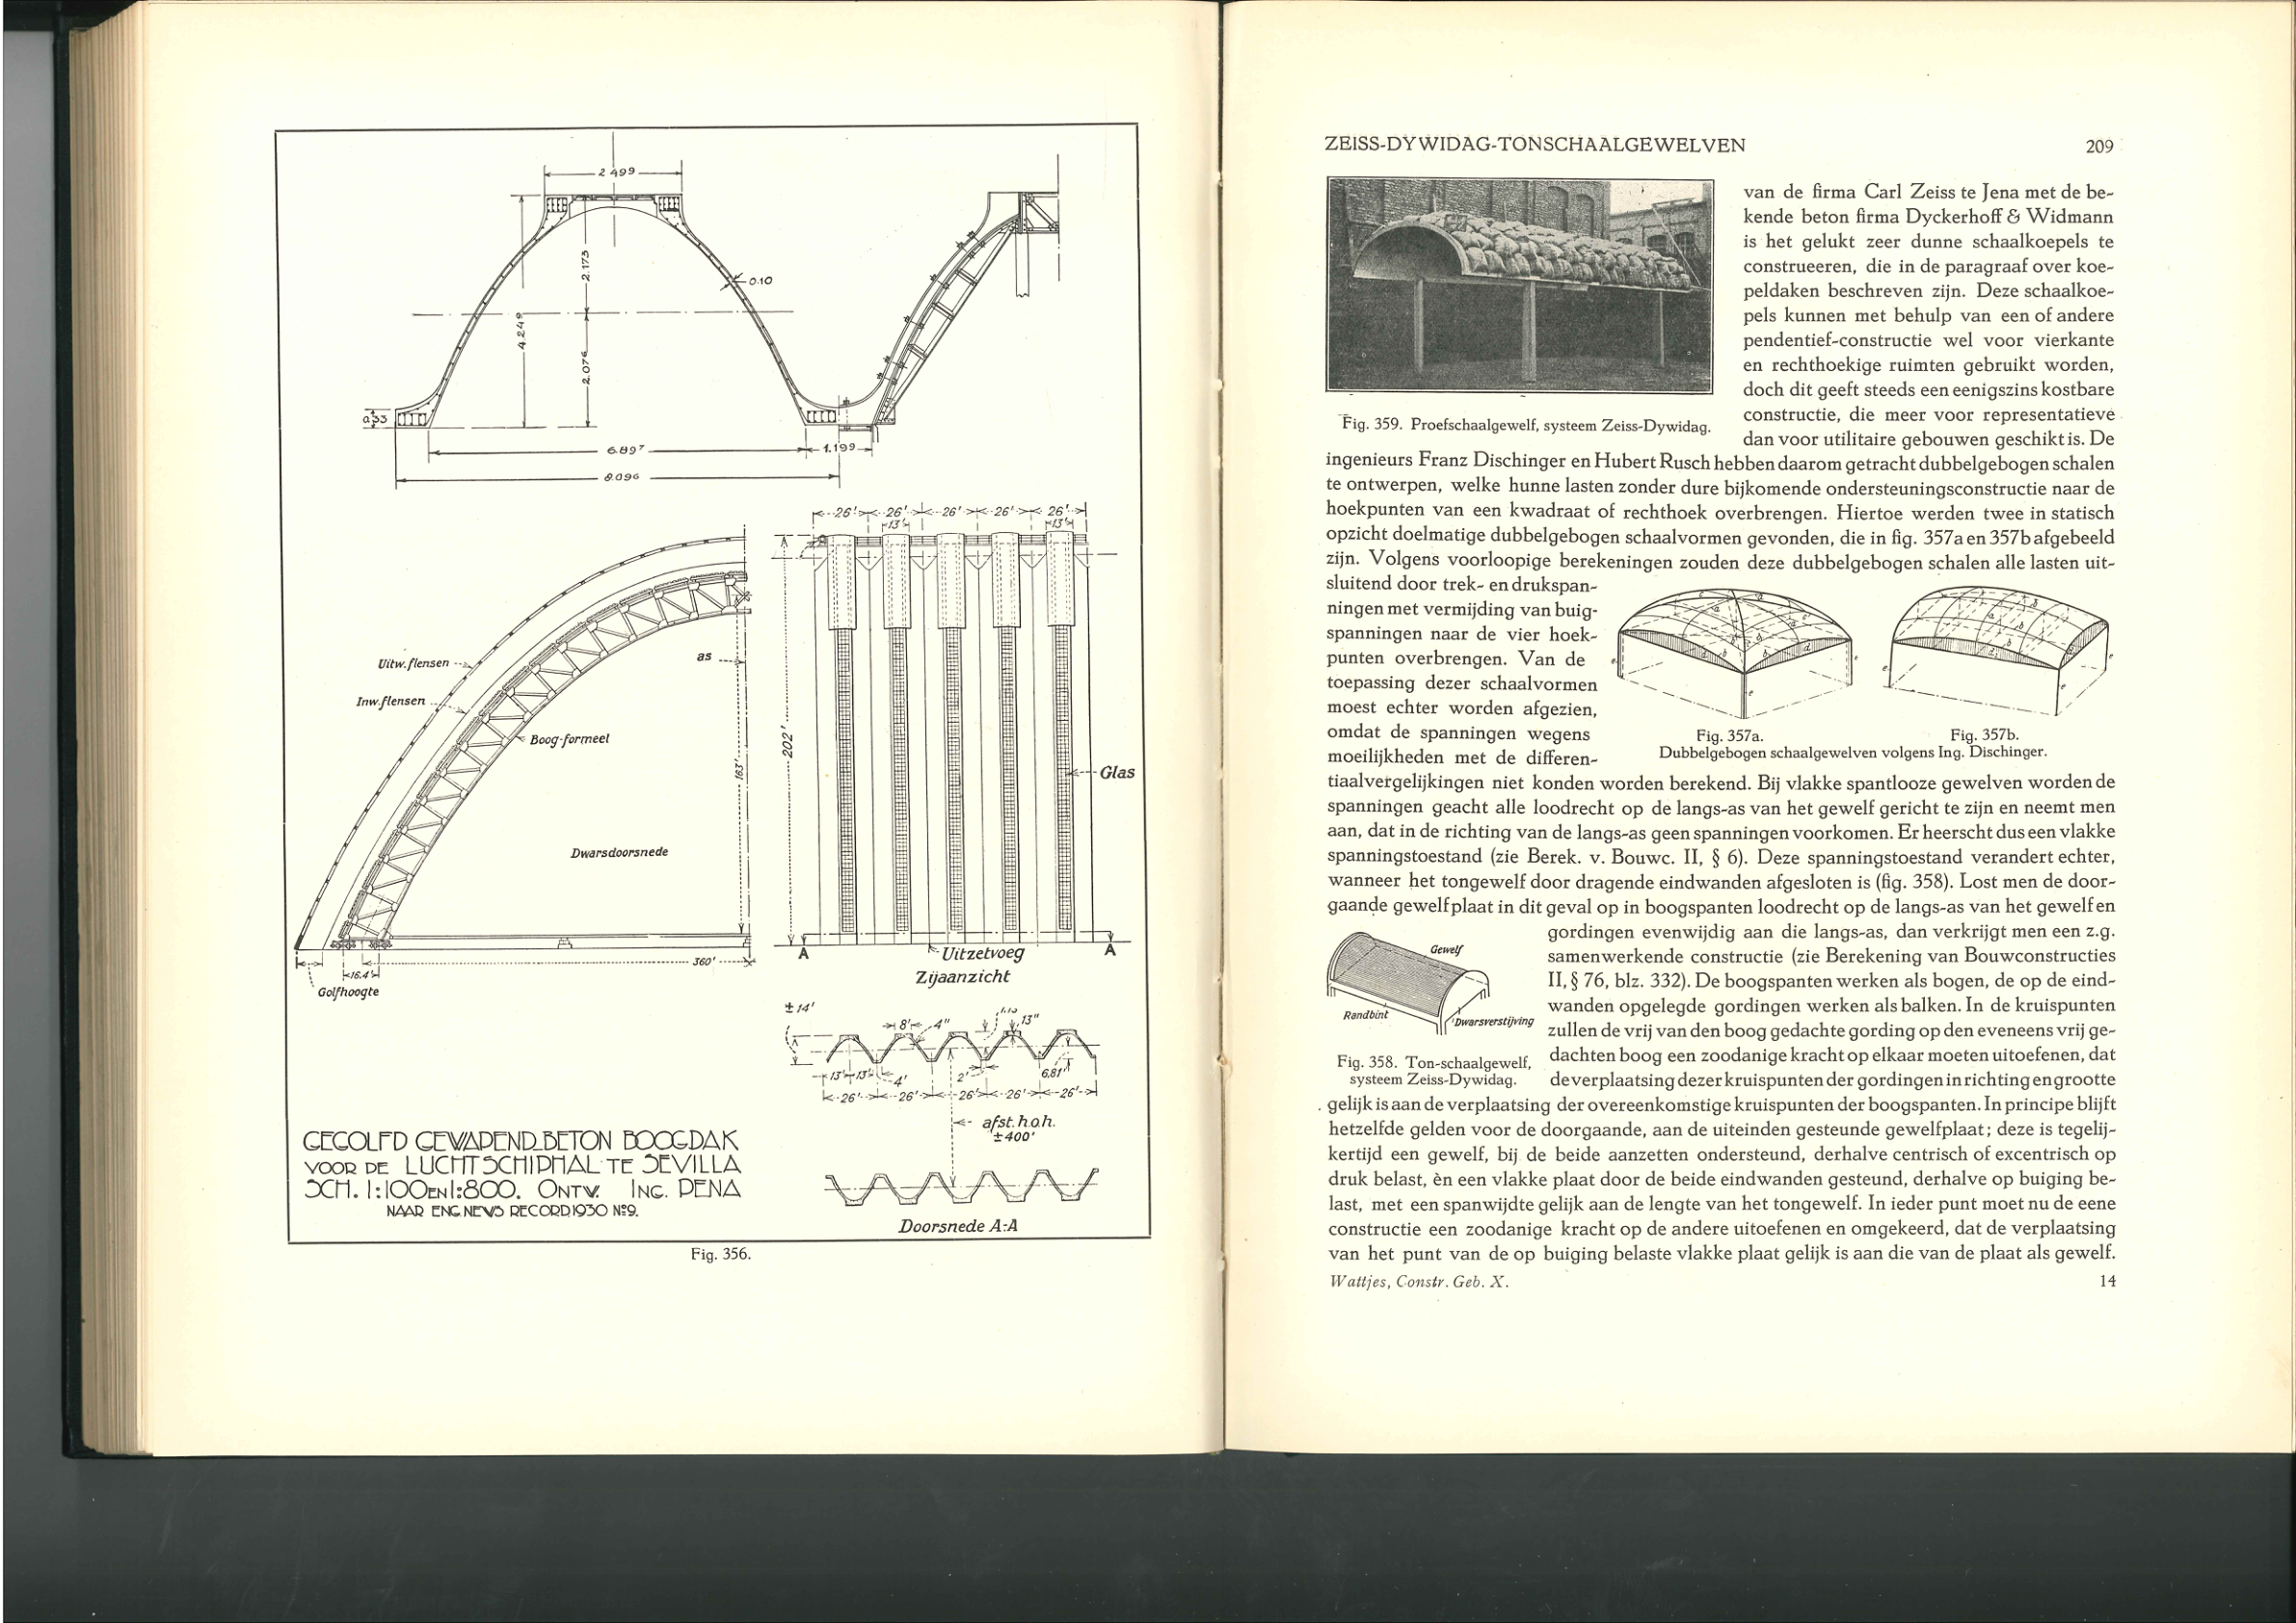 2 499
2.173
0.10
4.249
2.076
0.33
6.897
1.199
8.096
26' 26' 26' 26' 26'
13' 13'
Uitw. flensen
as
Inw. flensen
Boog-formeel
202'
163'
Glas
Dwarsdoorsnede
A A
Uitzetvoeg
360'
Zijaanzicht
16.4'
Golfhoogte
±14'
8' 4" 13"
13' 13' 4' 2' 6.81'
26' 26' 26' 26' 26'
afst. h.o.h.
±400'
GEGOLFD GEWAPEND-BETON BOOGDAK
VOOR DE LUCHTSCHIPHAL TE SEVILLA
SCH. 1:100 EN 1:800. ONTW. ING. PENA
NAAR ENG. NEWS RECORD 1930 Nº 9.
Doorsnede A-A
Fig. 356.
ZEISS-DYWIDAG-TONSCHAALGEWELVEN 209
van de firma Carl Zeiss te Jena met de be-
kende beton firma Dyckerhoff & Widmann
is het gelukt zeer dunne schaalkoepels te
construeeren, die in de paragraaf over koe-
peldaken beschreven zijn. Deze schaalkoe-
pels kunnen met behulp van een of andere
pendentief-constructie wel voor vierkante
en rechthoekige ruimten gebruikt worden,
doch dit geeft steeds een eenigszins kostbare
constructie, die meer voor representatieve
dan voor utilitaire gebouwen geschikt is. De
Fig. 359. Proefschaalgewelf, systeem Zeiss-Dywidag.
ingenieurs Franz Dischinger en Hubert Rusch hebben daarom getracht dubbelgebogen schalen
te ontwerpen, welke hunne lasten zonder dure bijkomende ondersteuningsconstructie naar de
hoekpunten van een kwadraat of rechthoek overbrengen. Hiertoe werden twee in statisch
opzicht doelmatige dubbelgebogen schaalvormen gevonden, die in fig. 357a en 357b afgebeeld
zijn. Volgens voorloopige berekeningen zouden deze dubbelgebogen schalen alle lasten uit-
sluitend door trek- en drukspan-
ningen met vermijding van buig-
spanningen naar de vier hoek-
punten overbrengen. Van de
toepassing dezer schaalvormen
moest echter worden afgezien,
omdat de spanningen wegens
moeilijkheden met de differen-
Fig. 357a. Fig. 357b.
Dubbelgebogen schaalgewelven volgens Ing. Dischinger.
tiaalvergelijkingen niet konden worden berekend. Bij vlakke spantlooze gewelven worden de
spanningen geacht alle loodrecht op de langs-as van het gewelf gericht te zijn en neemt men
aan, dat in de richting van de langs-as geen spanningen voorkomen. Er heerscht dus een vlakke
spanningstoestand (zie Berek. v. Bouwc. II, § 6). Deze spanningstoestand verandert echter,
wanneer het tongewelf door dragende eindwanden afgesloten is (fig. 358). Lost men de door-
gaande gewelfplaat in dit geval op in boogspanten loodrecht op de langs-as van het gewelf en
gordingen evenwijdig aan die langs-as, dan verkrijgt men een z.g.
samenwerkende constructie (zie Berekening van Bouwconstructies
II, § 76, blz. 332). De boogspanten werken als bogen, de op de eind-
wanden opgelegde gordingen werken als balken. In de kruispunten
zullen de vrij van den boog gedachte gording op den eveneens vrij ge-
dachten boog een zoodanige kracht op elkaar moeten uitoefenen, dat
de verplaatsing dezer kruispunten der gordingen in richting en grootte
Gewelf
Randbint
Dwarsverstijving
Fig. 358. Ton-schaalgewelf,
systeem Zeiss-Dywidag.
gelijk is aan de verplaatsing der overeenkomstige kruispunten der boogspanten. In principe blijft
hetzelfde gelden voor de doorgaande, aan de uiteinden gesteunde gewelfplaat; deze is tegelij-
kertijd een gewelf, bij de beide aanzetten ondersteund, derhalve centrisch of excentrisch op
druk belast, èn een vlakke plaat door de beide eindwanden gesteund, derhalve op buiging be-
last, met een spanwijdte gelijk aan de lengte van het tongewelf. In ieder punt moet nu de eene
constructie een zoodanige kracht op de andere uitoefenen en omgekeerd, dat de verplaatsing
van het punt van de op buiging belaste vlakke plaat gelijk is aan die van de plaat als gewelf.
Wattjes, Constr. Geb. X. 14